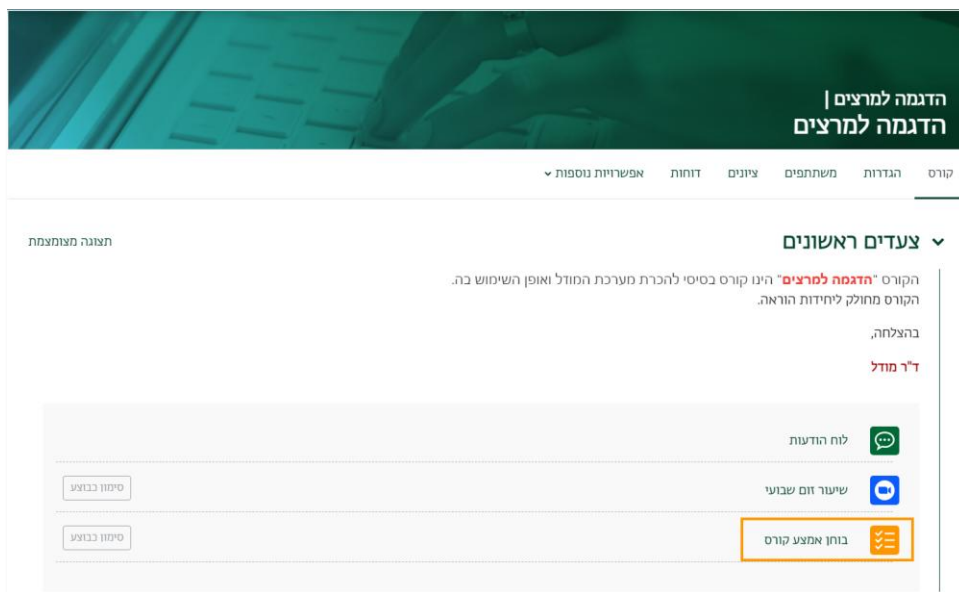 הדגמה למרצים |
הדגמה למרצים
קורס הגדרות משתתפים ציונים דוחות אפשרויות נוספות
צעדים ראשונים
תצוגה מצומצמת
הקורס "הדגמה למרצים" הינו קורס בסיסי להכרת מערכת המודל ואופן השימוש בה.
הקורס מחולק ליחידות הוראה.
בהצלחה,
ד"ר מודל
לוח הודעות
שיעור זום שבועי
סימון כבוצע
בוחן אמצע קורס
סימון כבוצע